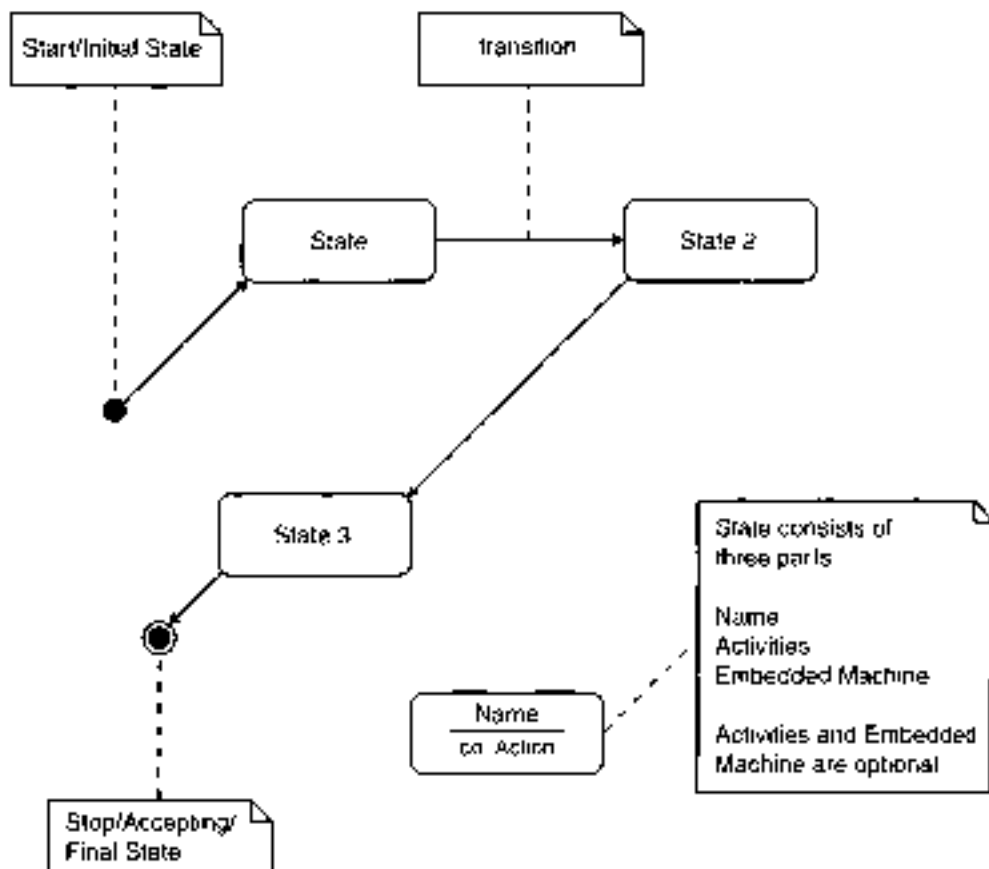 Start/Initial State
transition
State
State 2
State 3
State consists of
three parts
Name
Activities
Embedded Machine
Activities and Embedded
Machine are optional
Name
Action
Stop/Accepting/
Final State